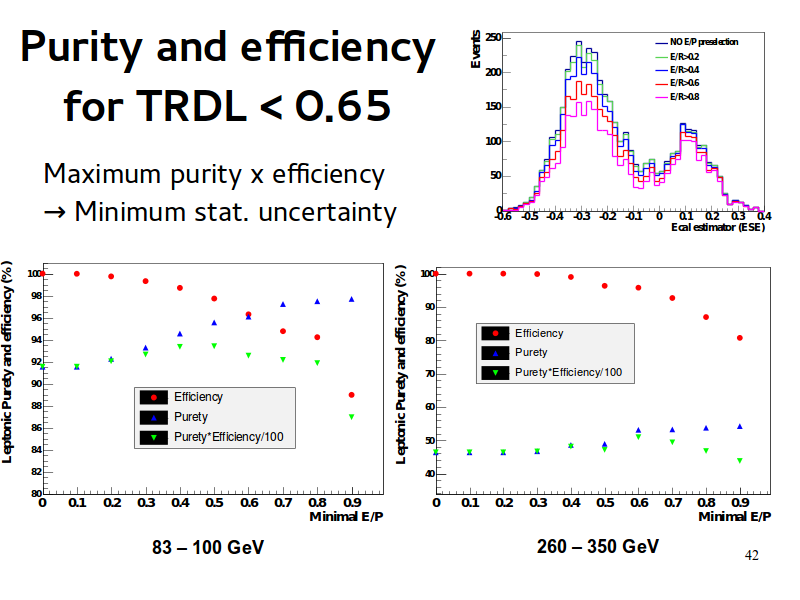 Purity and efficiency
for TRDL < 0.65
Maximum purity x efficiency
→ Minimum stat. uncertainty
Events
250
200
150
100
50
0
-0.6 -0.5 -0.4 -0.3 -0.2 -0.1 0 0.1 0.2 0.3 0.4
Ecal estimator (ESE)
NO E/P preselection
E/R>0.2
E/R>0.4
E/R>0.6
E/R>0.8
Leptonic Purety and efficiency (%)
100
98
96
94
92
90
88
86
84
82
80
0 0.1 0.2 0.3 0.4 0.5 0.6 0.7 0.8 0.9
Minimal E/P
Efficiency
Purety
Purety*Efficiency/100
83 – 100 GeV
Leptonic Purety and efficiency (%)
100
90
80
70
60
50
40
0 0.1 0.2 0.3 0.4 0.5 0.6 0.7 0.8 0.9
Minimal E/P
Efficiency
Purety
Purety*Efficiency/100
260 – 350 GeV
42